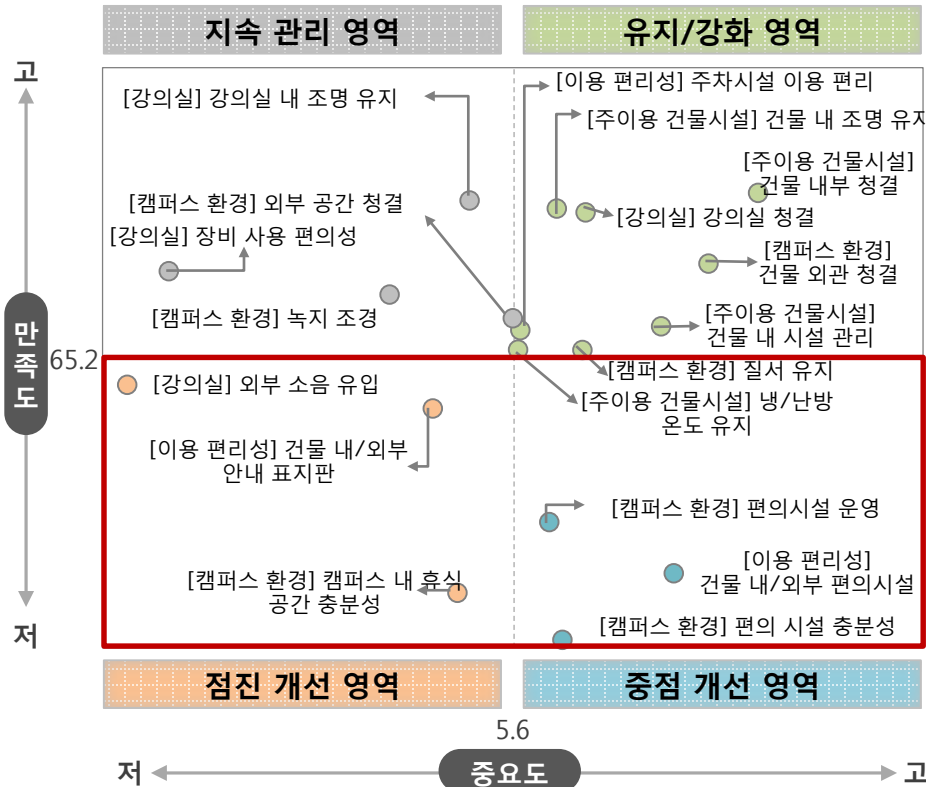 지속 관리 영역
유지/강화 영역
고
[이용 편리성] 주차시설 이용 편리
[강의실] 강의실 내 조명 유지
[주이용 건물시설] 건물 내 조명 유지
[주이용 건물시설]
건물 내부 청결
[캠퍼스 환경] 외부 공간 청결
[강의실] 강의실 청결
[강의실] 장비 사용 편의성
[캠퍼스 환경]
건물 외관 청결
[캠퍼스 환경] 녹지 조경
[주이용 건물시설]
건물 내 시설 관리
만족도
65.2
[캠퍼스 환경] 질서 유지
[강의실] 외부 소음 유입
[주이용 건물시설] 냉/난방
온도 유지
[이용 편리성] 건물 내/외부
안내 표지판
[캠퍼스 환경] 편의시설 운영
[이용 편리성]
건물 내/외부 편의시설
[캠퍼스 환경] 캠퍼스 내 휴식
공간 충분성
[캠퍼스 환경] 편의 시설 충분성
저
점진 개선 영역
중점 개선 영역
5.6
저
중요도
고